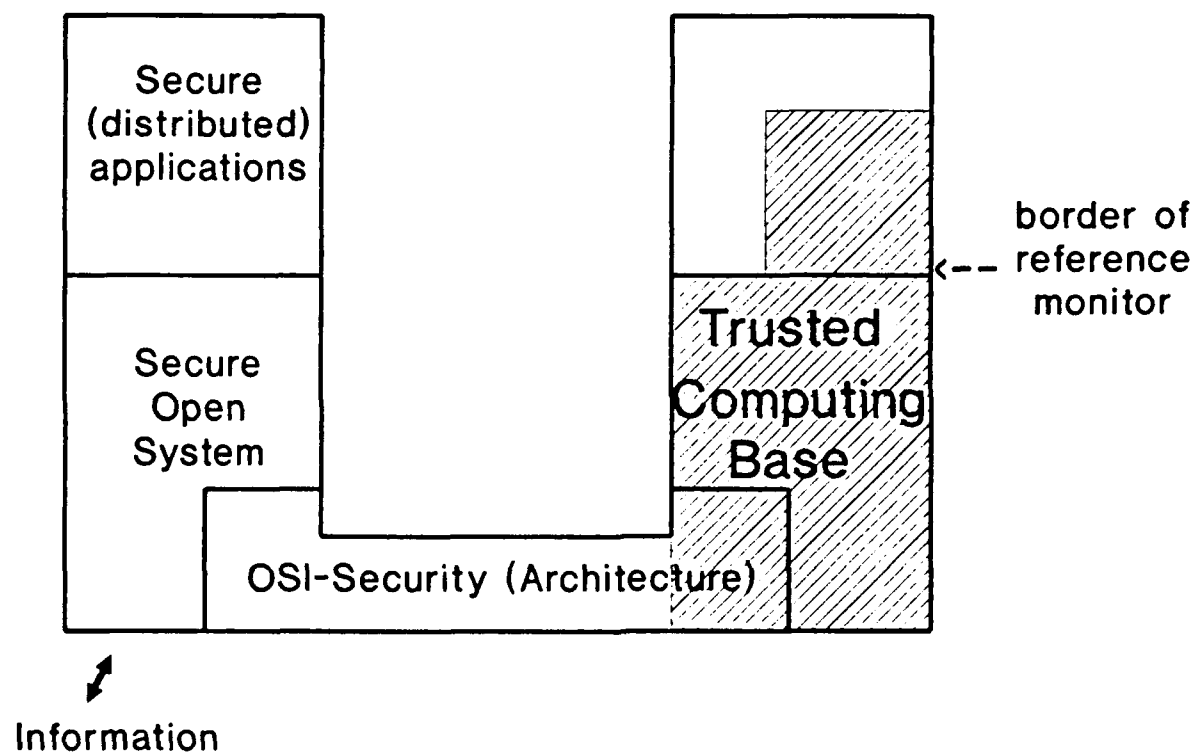 Secure
(distributed)
applications
border of
reference
monitor
<--
Trusted
Computing
Base
Secure
Open
System
OSI-Security (Architecture)
Information